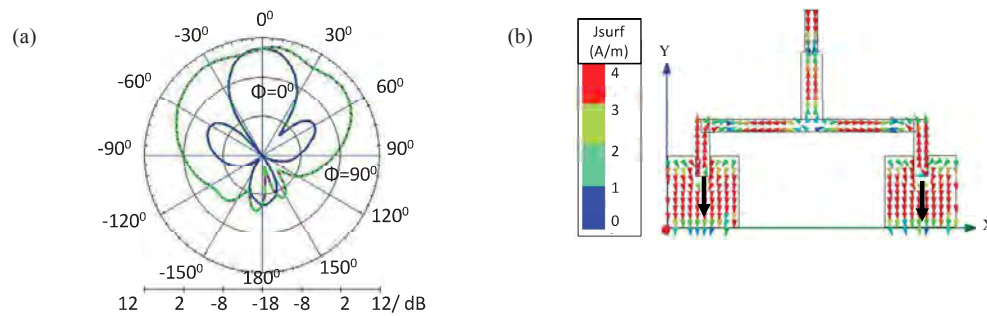 (a)
0⁰
-30⁰
30⁰
-60⁰
60⁰
-90⁰
90⁰
-120⁰
120⁰
-150⁰
150⁰
180⁰
Φ=0⁰
Φ=90⁰
12 2 -8 -18 -8 2 12/ dB
(b)
Jsurf
(A/m)
4
3
2
1
0
Y
X